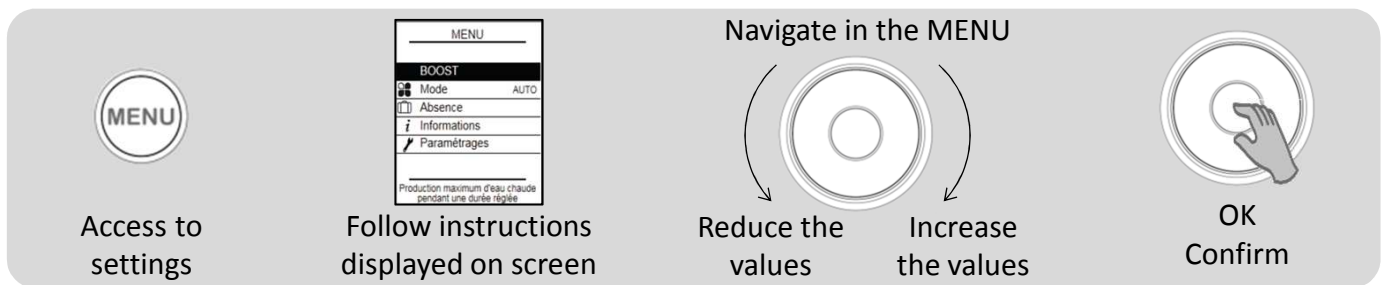 MENU
Access to
settings
MENU
BOOST
Mode AUTO
Absence
i Informations
Paramétrages
Production maximum d'eau chaude
pendant une durée réglée
Follow instructions
displayed on screen
Navigate in the MENU
Reduce the
values
Increase
the values
OK
Confirm